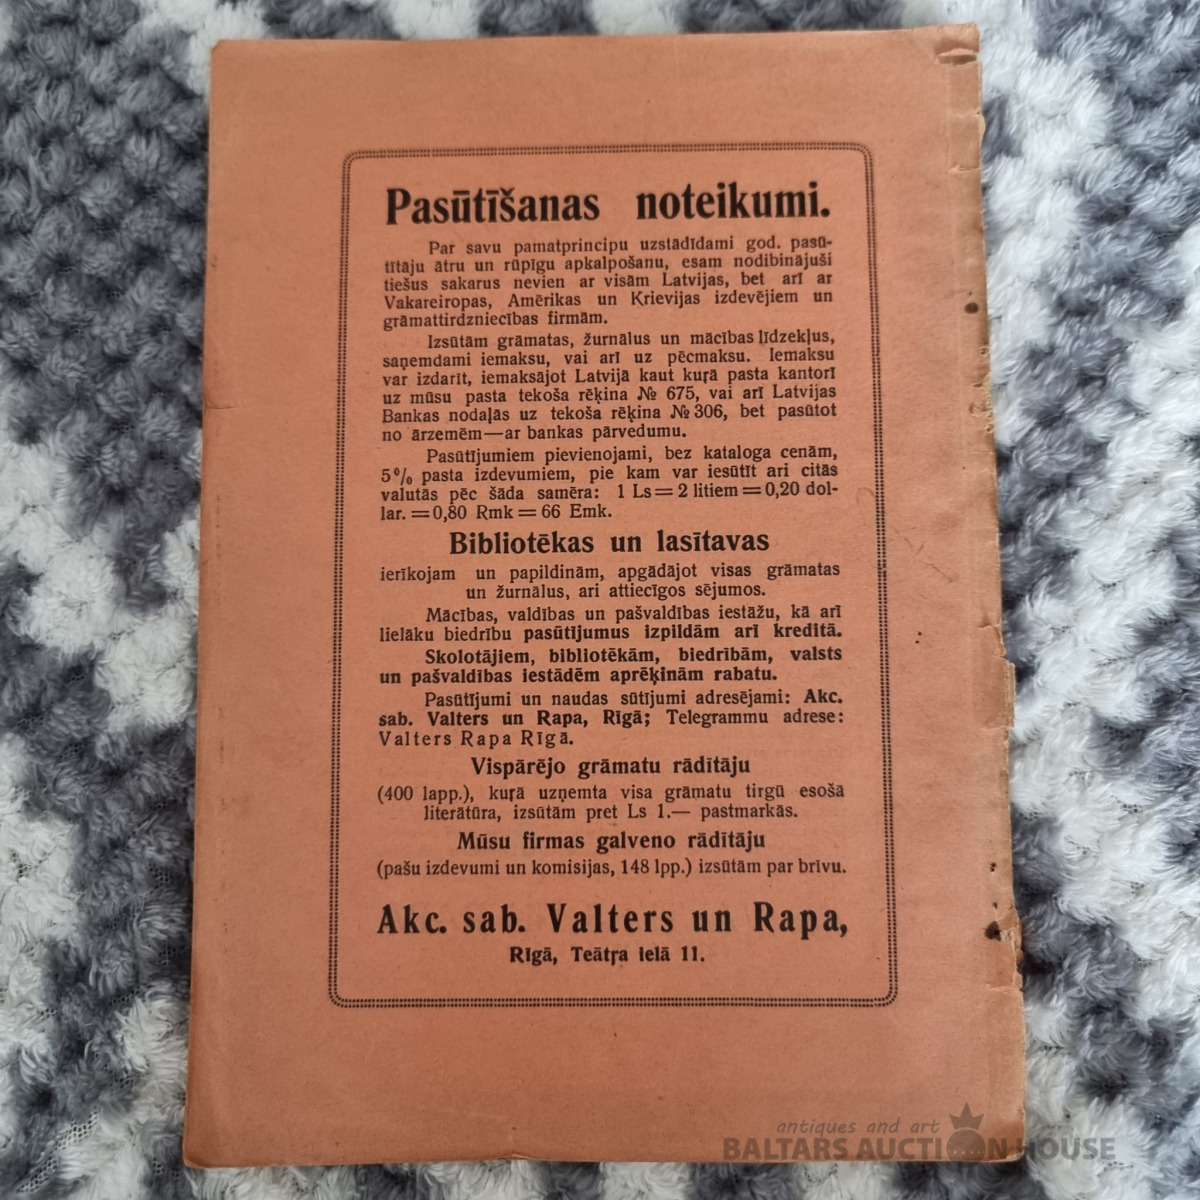 Pasūtīšanas noteikumi.
Par savu pamatprincipu uzstādīdami god. pasū-
tītāju ātru un rūpīgu apkalpošanu, esam nodibinājuši
tiešus sakarus nevien ar visām Latvijas, bet arī ar
Vakareiropas, Amērikas un Ķrievijas izdevējiem un
grāmattirdzniecības firmām.
Izsūtām grāmatas, žurnālus un mācības līdzekļus,
saņemdami iemaksu, vai arī uz pēcmaksu. Iemaksu
var izdarīt, iemaksājot Latvijā kaut kuŗā pasta kantorī
uz mūsu pasta tekoša rēķina № 675, vai arī Latvijas
Bankas nodaļās uz tekoša rēķina № 306, bet pasūtot
no ārzemēm—ar bankas pārvedumu.
Pasūtījumiem pievienojami, bez kataloga cenām,
5% pasta izdevumiem, pie kam var iesūtīt ari citās
valutās pēc šāda samēra: 1 Ls = 2 litiem = 0,20 dol-
lar. = 0,80 Rmk = 66 Emk.
Bibliotēkas un lasītavas
ierīkojam un papildinām, apgādājot visas grāmatas
un žurnālus, ari attiecīgos sējumos.
Mācības, valdības un pašvaldības iestāžu, kā arī
lielāku biedrību pasūtījumus izpildām arī kreditā.
Skolotājiem, bibliotēkām, biedrībām, valsts
un pašvaldības iestādēm aprēķinām rabatu.
Pasūtījumi un naudas sūtījumi adresējami: Akc.
sab. Valters un Rapa, Rīgā; Telegrammu adrese:
Valters Rapa Rīgā.
Vispārējo grāmatu rādītāju
(400 lapp.), kuŗā uzņemta visa grāmatu tirgū esošā
literātūra, izsūtām pret Ls 1.— pastmarkās.
Mūsu firmas galveno rādītāju
(pašu izdevumi un komisijas, 148 lpp.) izsūtām par brīvu.
Akc. sab. Valters un Rapa,
Rīgā, Teātŗa ielā 11.
antiques and art
BALTARS AUCTION HOUSE